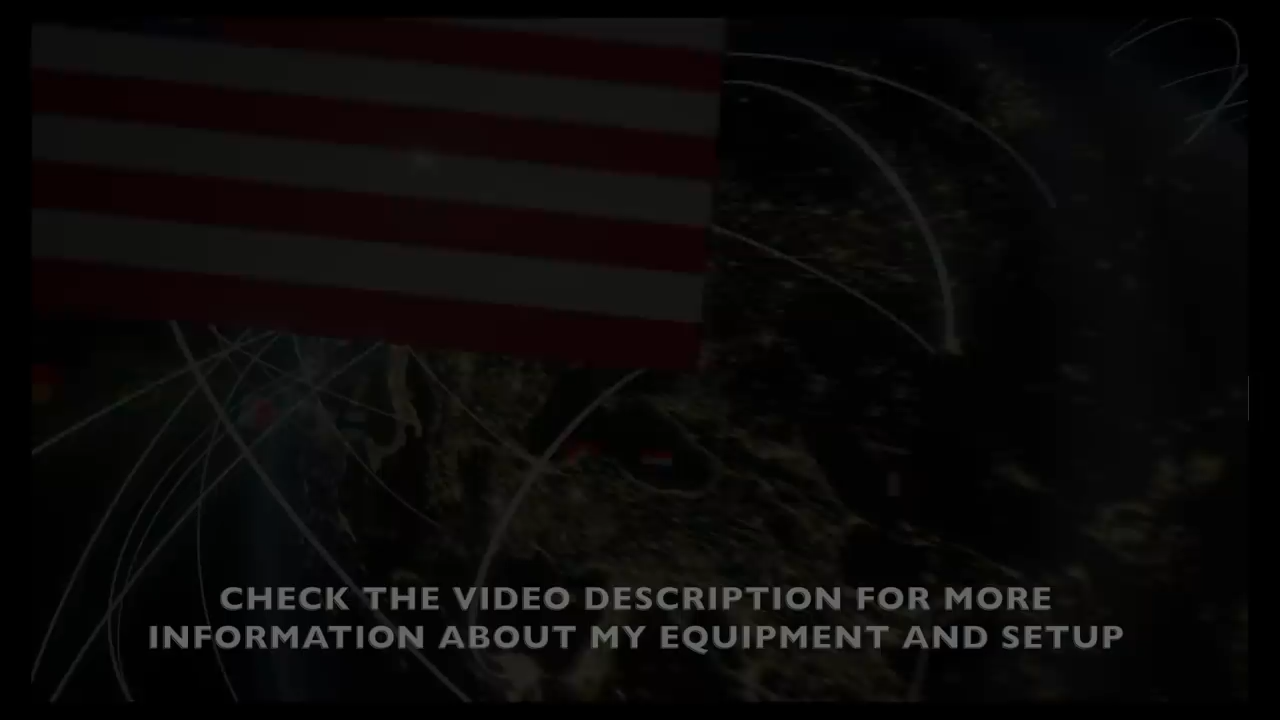 CHECK THE VIDEO DESCRIPTION FOR MORE
INFORMATION ABOUT MY EQUIPMENT AND SETUP